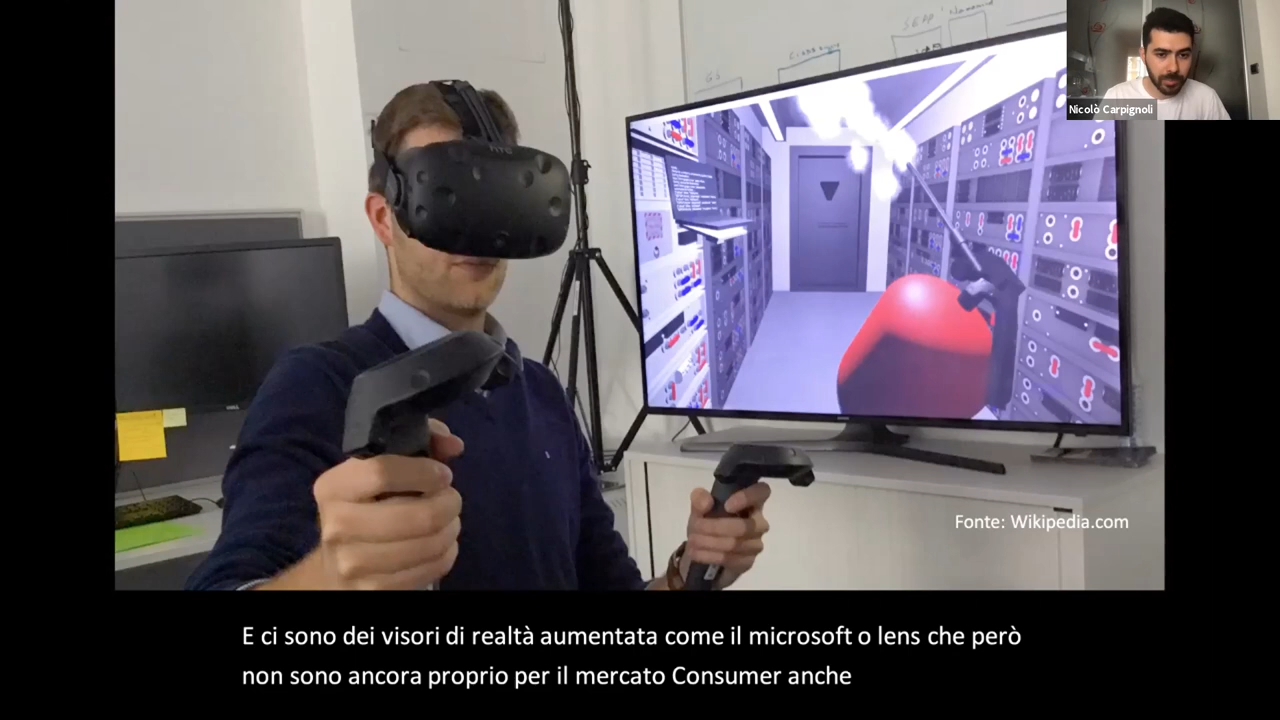 Nicolò Carpignoli
VIVE
Fonte: Wikipedia.com
E ci sono dei visori di realtà aumentata come il microsoft o lens che però
non sono ancora proprio per il mercato Consumer anche